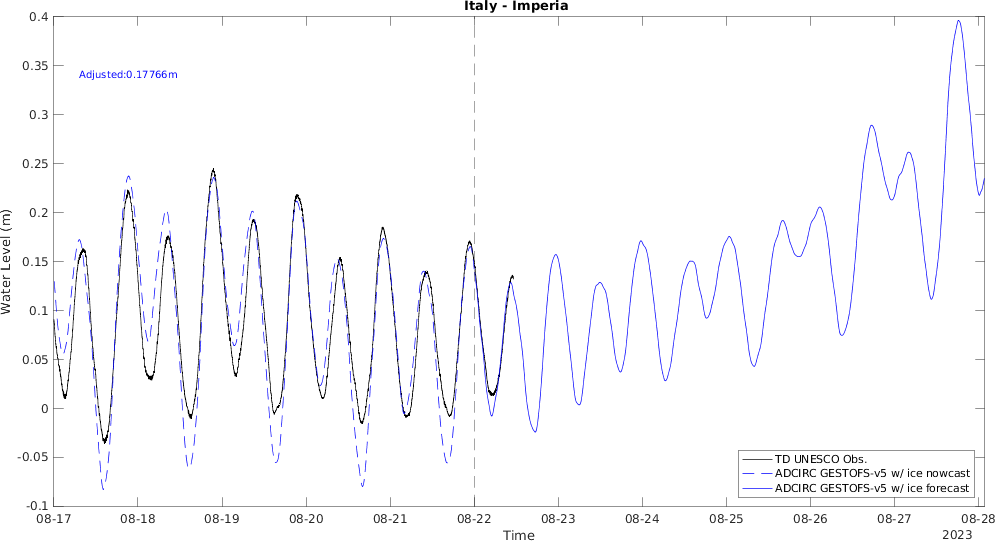 Italy - Imperia
Adjusted:0.17766m
Water Level (m)
0.4
0.35
0.3
0.25
0.2
0.15
0.1
0.05
0
-0.05
-0.1
08-17 08-18 08-19 08-20 08-21 08-22 08-23 08-24 08-25 08-26 08-27 08-28
Time
2023
TD UNESCO Obs.
ADCIRC GESTOFS-v5 w/ ice nowcast
ADCIRC GESTOFS-v5 w/ ice forecast